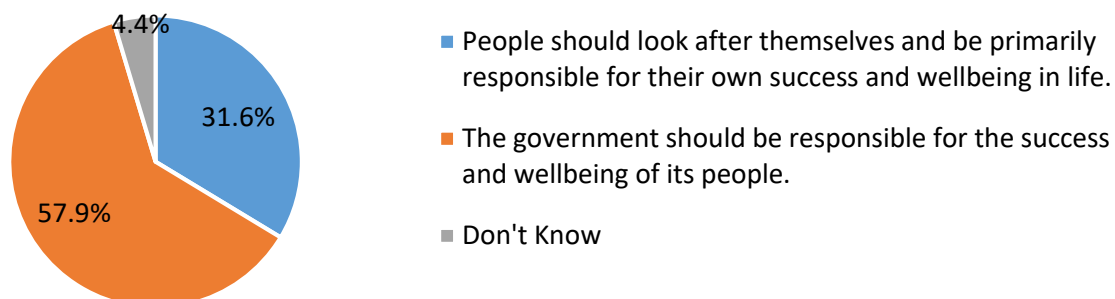 4.4%
31.6%
57.9%
People should look after themselves and be primarily
responsible for their own success and wellbeing in life.
The government should be responsible for the success
and wellbeing of its people.
Don't Know